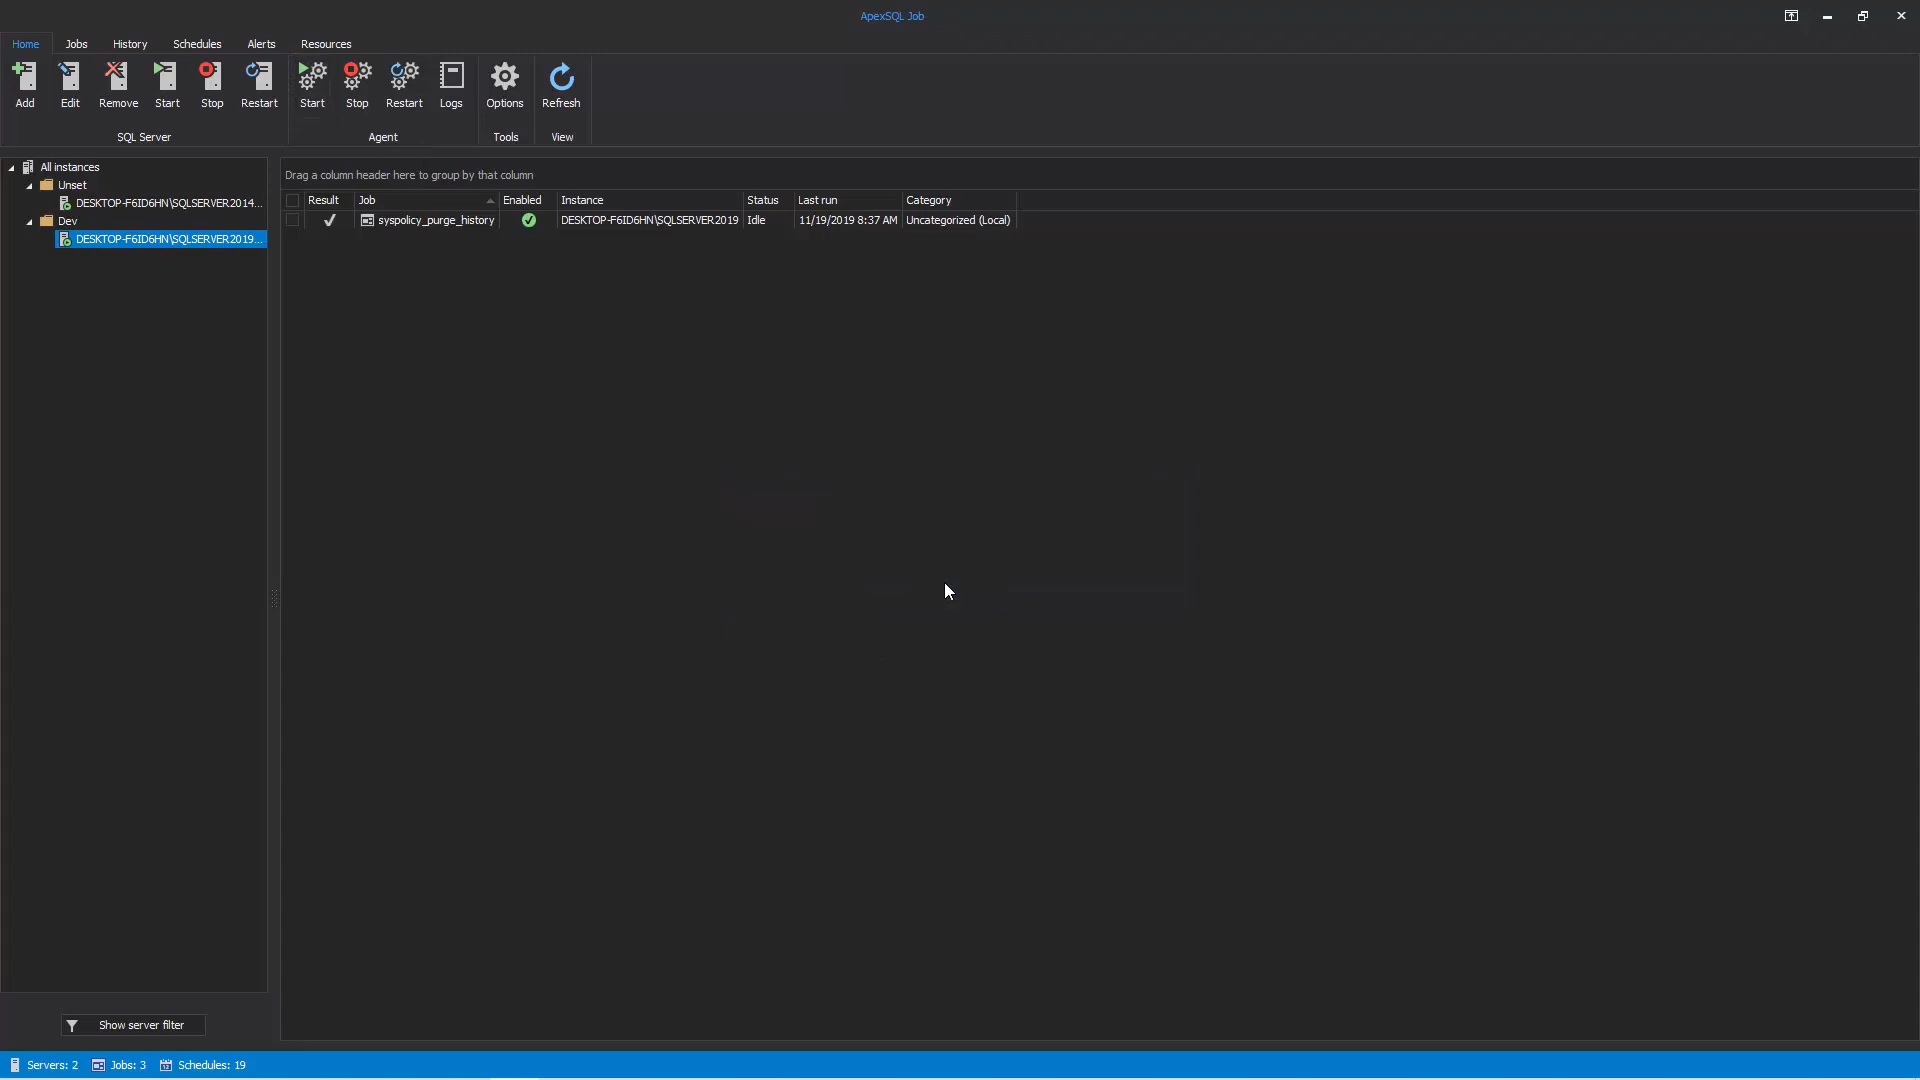 ApexSQL Job
Home Jobs History Schedules Alerts Resources
Add Edit Remove Start Stop Restart Start Stop Restart Logs Options Refresh
SQL Server Agent Tools View
All instances
Unset
DESKTOP-F6ID6HN\SQLSERVER2014...
Dev
DESKTOP-F6ID6HN\SQLSERVER2019...
Drag a column header here to group by that column
Result Job Enabled Instance Status Last run Category
syspolicy_purge_history DESKTOP-F6ID6HN\SQLSERVER2019 Idle 11/19/2019 8:37 AM Uncategorized (Local)
Show server filter
Servers: 2 Jobs: 3 Schedules: 19